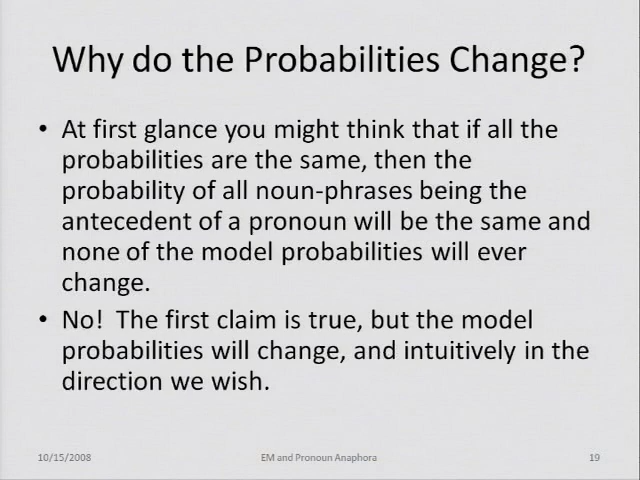 Why do the Probabilities Change?
• At first glance you might think that if all the
probabilities are the same, then the
probability of all noun-phrases being the
antecedent of a pronoun will be the same and
none of the model probabilities will ever
change.
• No!  The first claim is true, but the model
probabilities will change, and intuitively in the
direction we wish.
10/15/2008
EM and Pronoun Anaphora
19